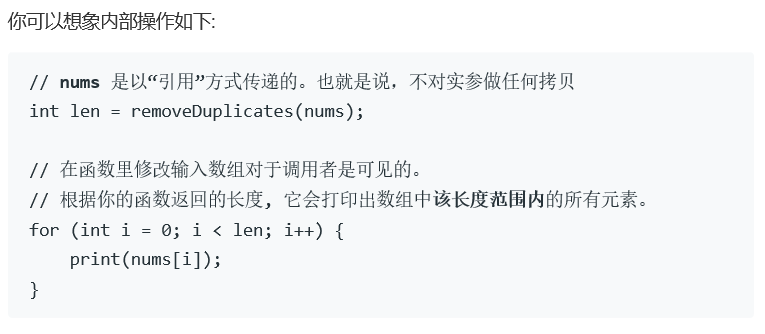 你可以想象内部操作如下:
// nums 是以“引用”方式传递的。也就是说，不对实参做任何拷贝
int len = removeDuplicates(nums);
// 在函数里修改输入数组对于调用者是可见的。
// 根据你的函数返回的长度, 它会打印出数组中该长度范围内的所有元素。
for (int i = 0; i < len; i++) {
    print(nums[i]);
}